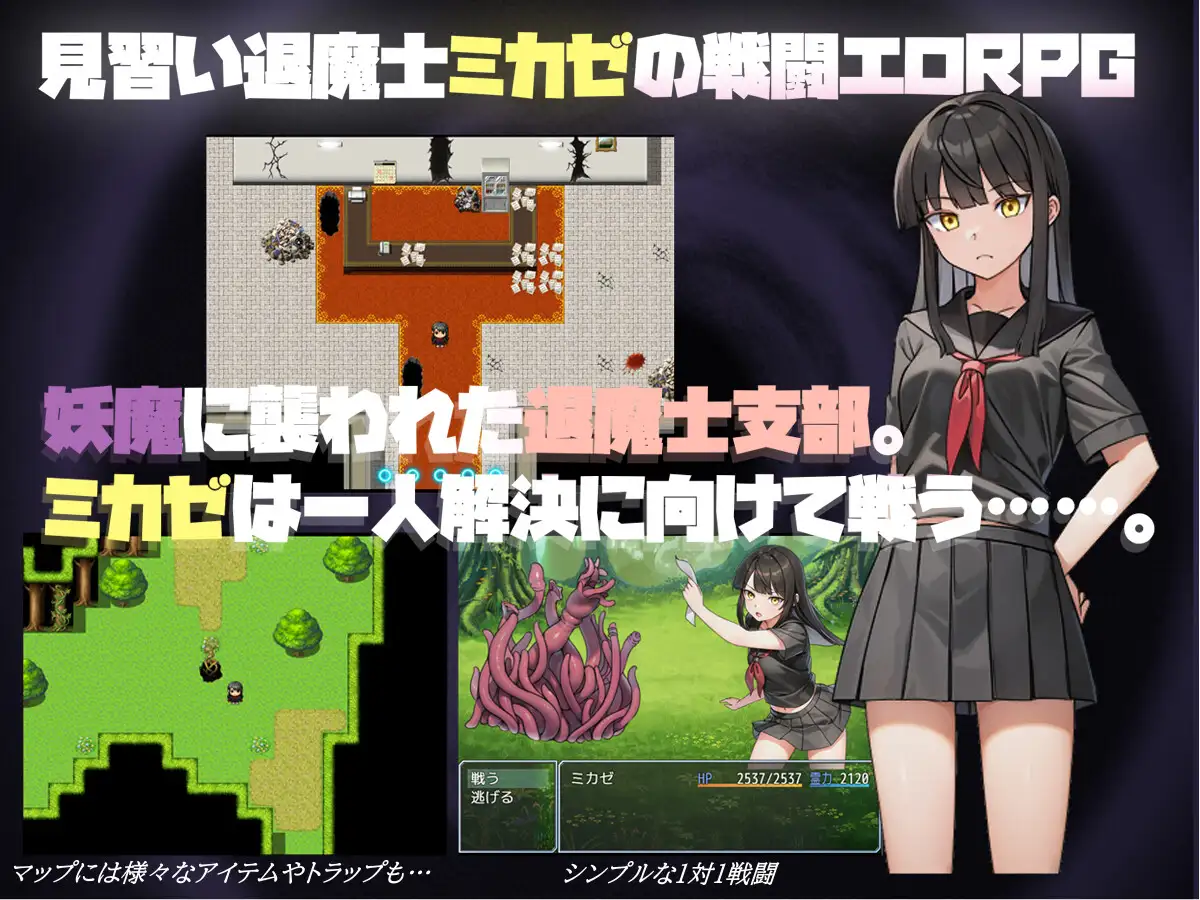 見習い退魔士ミカゼの戦闘エロRPG
妖魔に襲われた退魔士支部。
ミカゼは一人解決に向けて戦う……。
戦う
逃げる
ミカゼ HP 2537/2537 霊力 2120
マップには様々なアイテムやトラップも…
シンプルな1対1戦闘